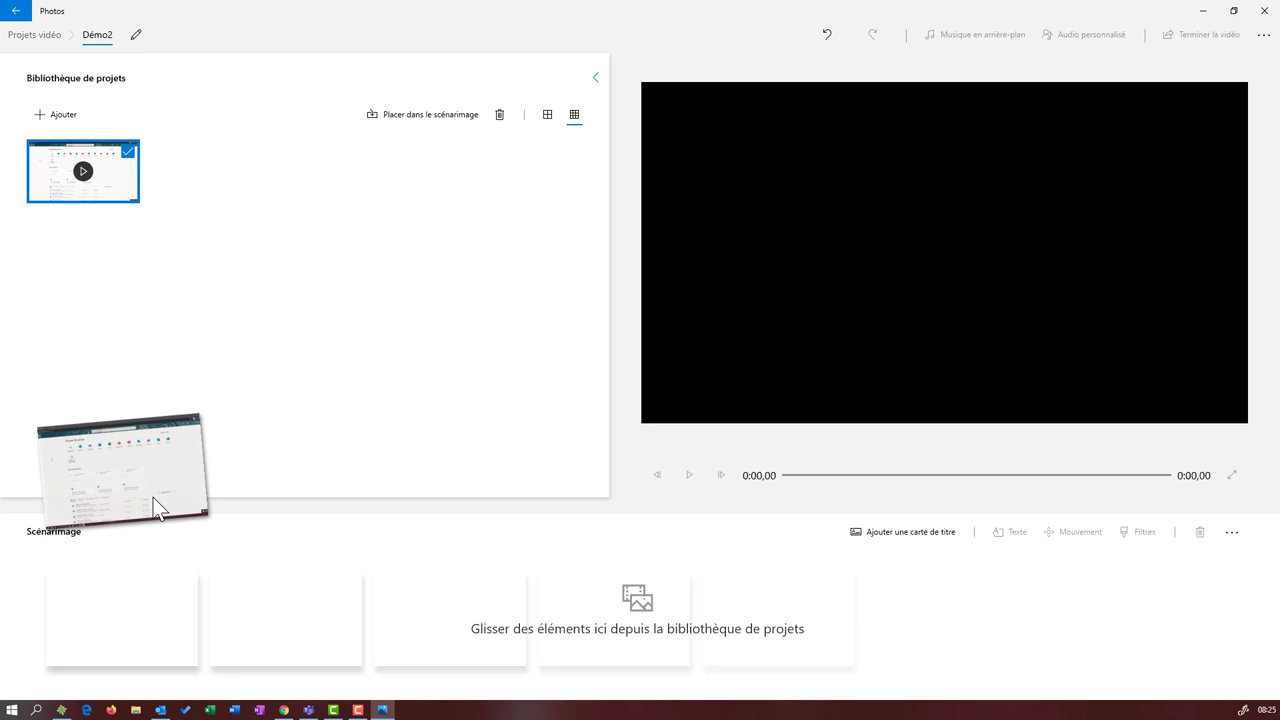 Photos
Projets vidéo
Démo2
Musique en arrière-plan
Audio personnalisé
Terminer la vidéo
Bibliothèque de projets
Ajouter
Placer dans le scénarimage
0:00,00
0:00,00
Scénarimage
Ajouter une carte de titre
Texte
Mouvement
Filtres
Glisser des éléments ici depuis la bibliothèque de projets
08:25